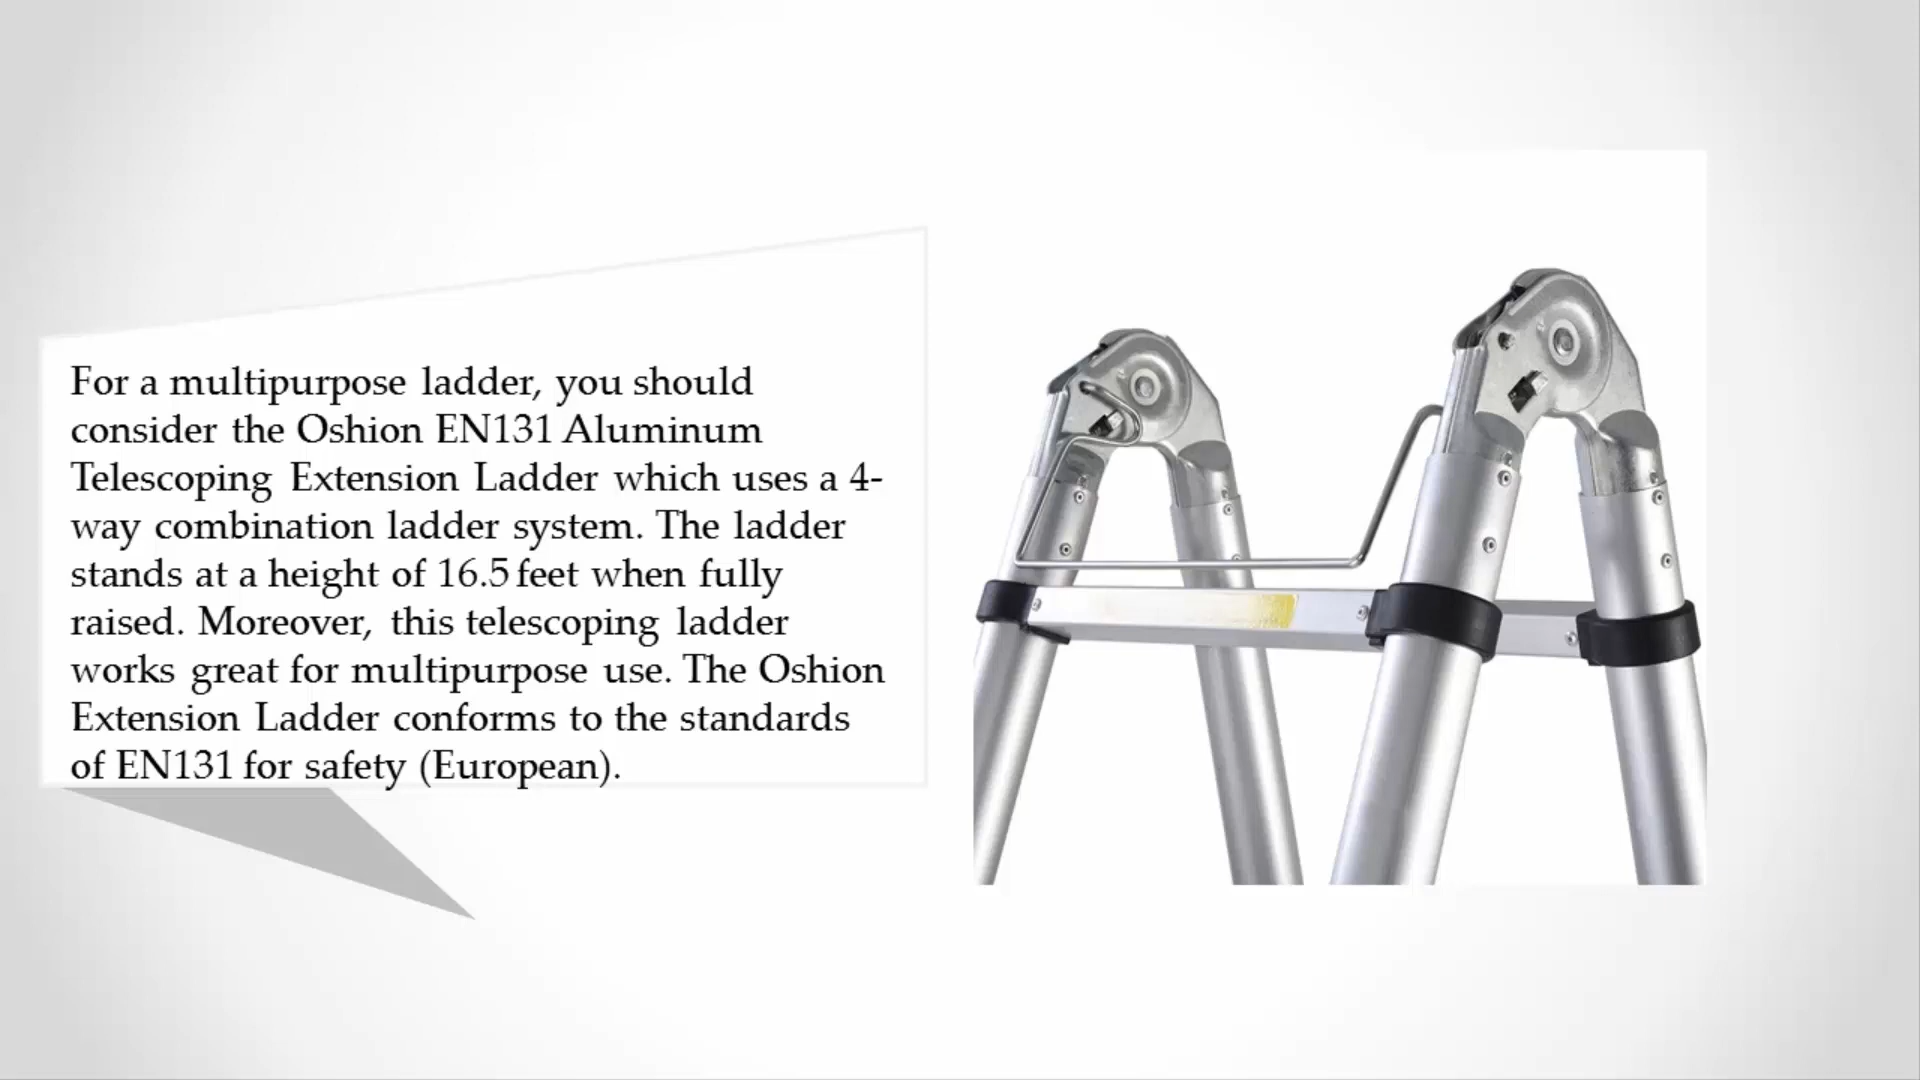 For a multipurpose ladder, you should
consider the Oshion EN131 Aluminum
Telescoping Extension Ladder which uses a 4-
way combination ladder system. The ladder
stands at a height of 16.5 feet when fully
raised. Moreover, this telescoping ladder
works great for multipurpose use. The Oshion
Extension Ladder conforms to the standards
of EN131 for safety (European).